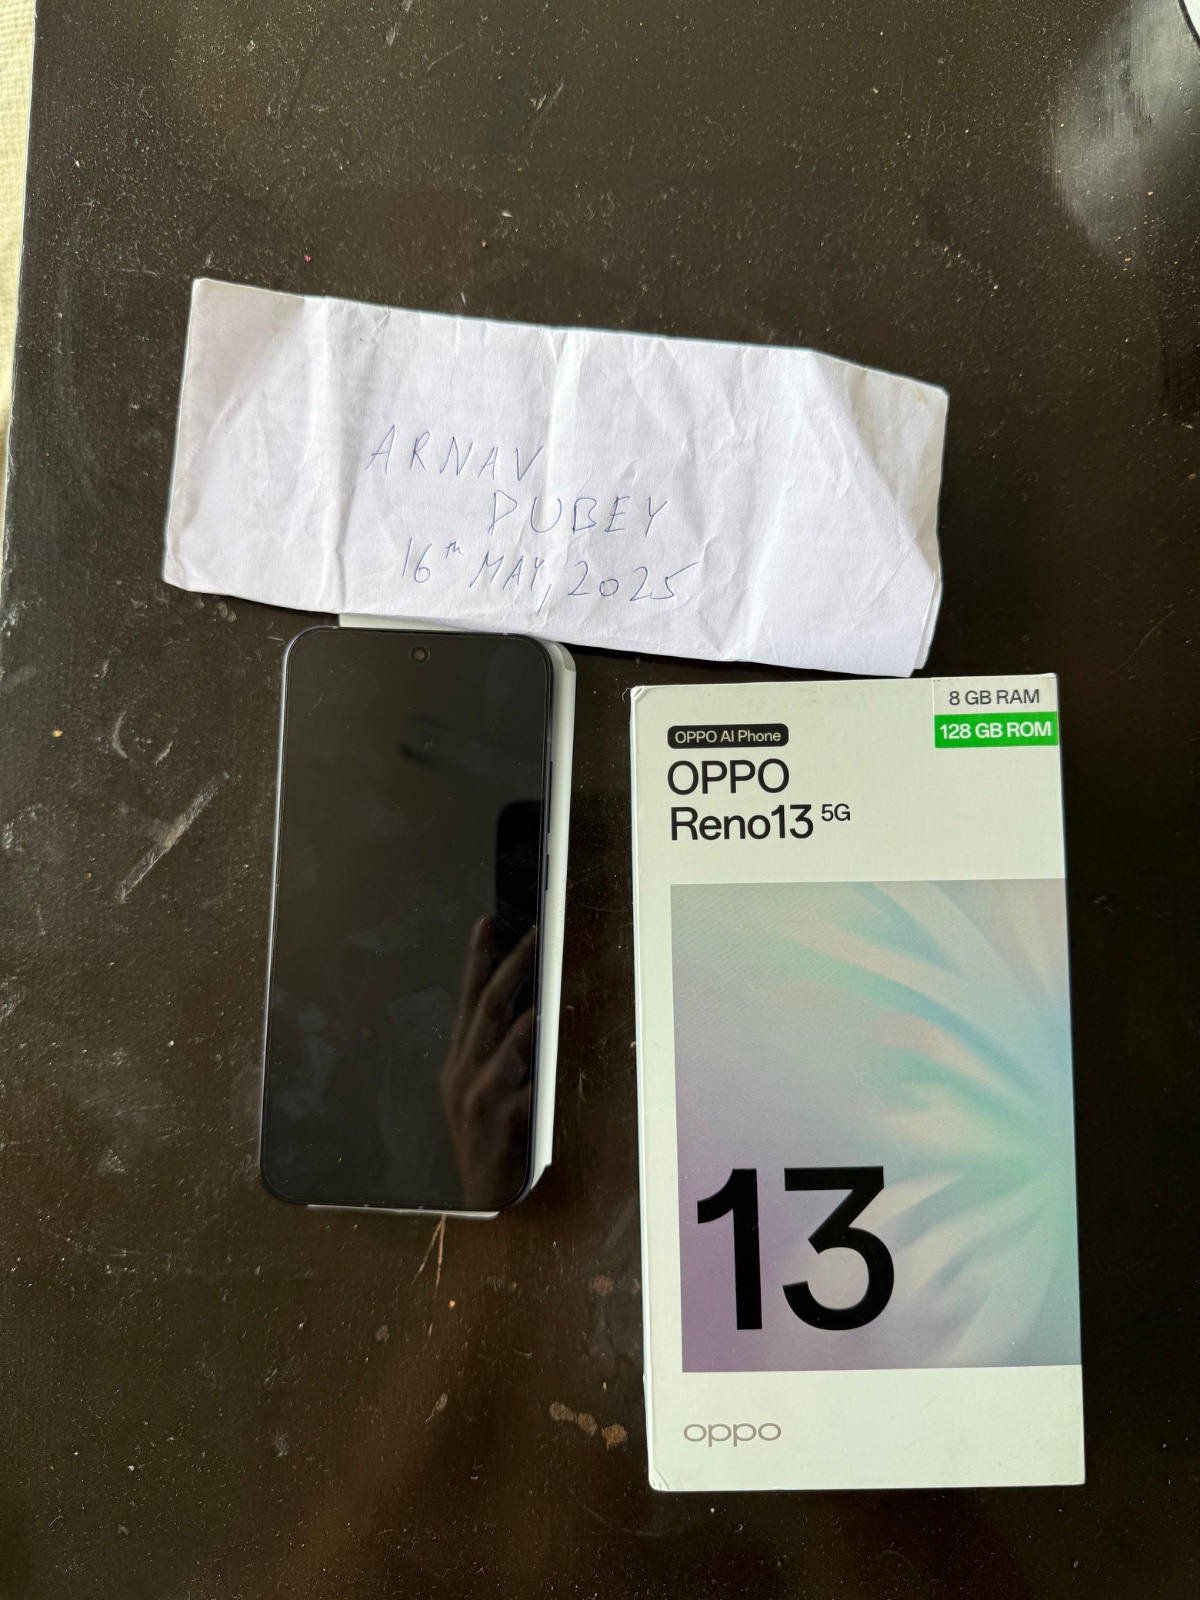 ARNAV
DUBEY
16th MAY, 2025
8 GB RAM
128 GB ROM
OPPO AI Phone
OPPO
Reno13 5G
13
oppo